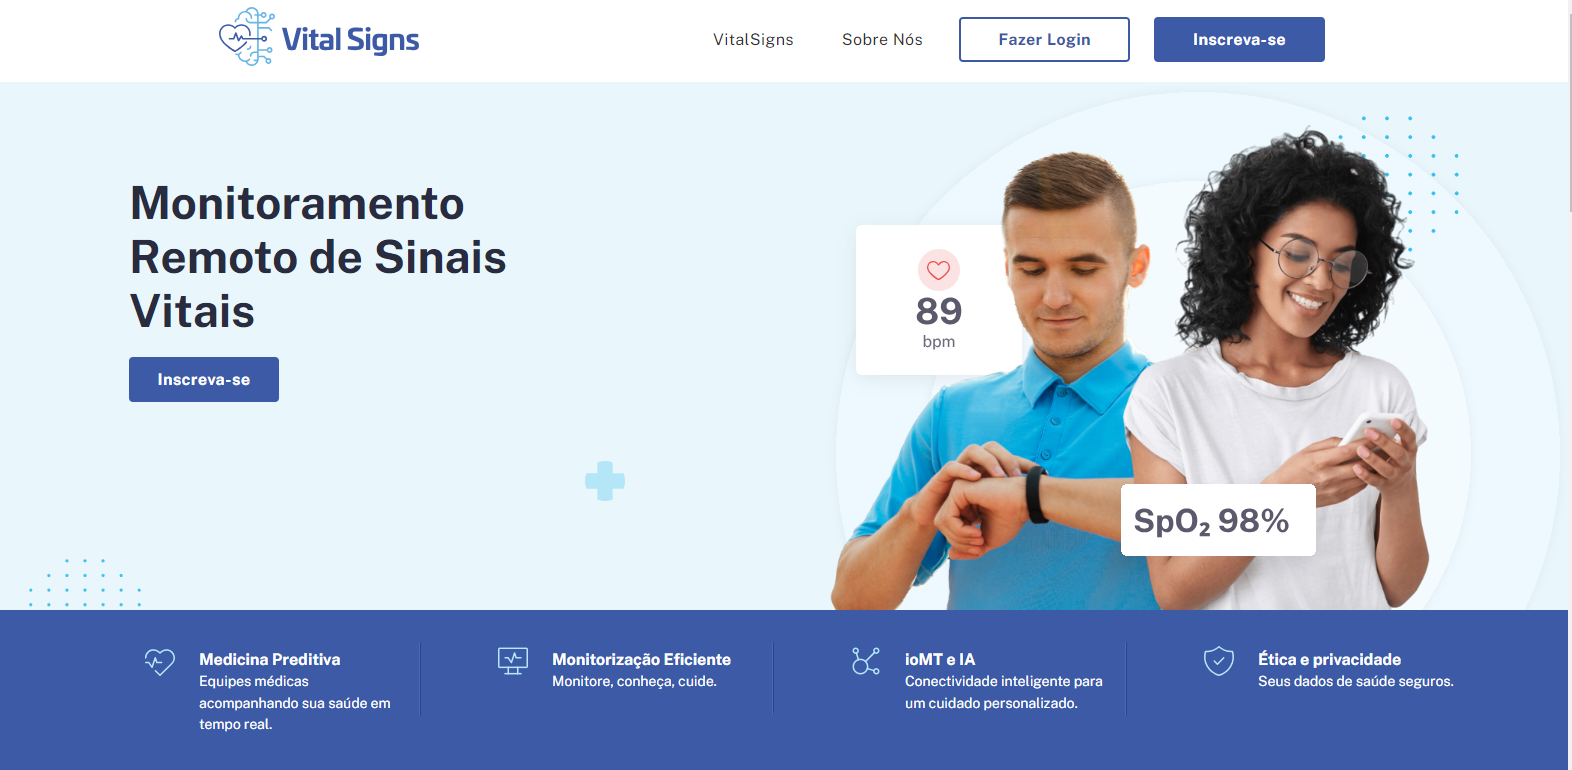 Vital Signs
VitalSigns
Sobre Nós
Fazer Login
Inscreva-se
Monitoramento
Remoto de Sinais
Vitais
Inscreva-se
89
bpm
SpO₂ 98%
Medicina Preditiva
Equipes médicas
acompanhando sua saúde em
tempo real.
Monitorização Eficiente
Monitore, conheça, cuide.
ioMT e IA
Conectividade inteligente para
um cuidado personalizado.
Ética e privacidade
Seus dados de saúde seguros.